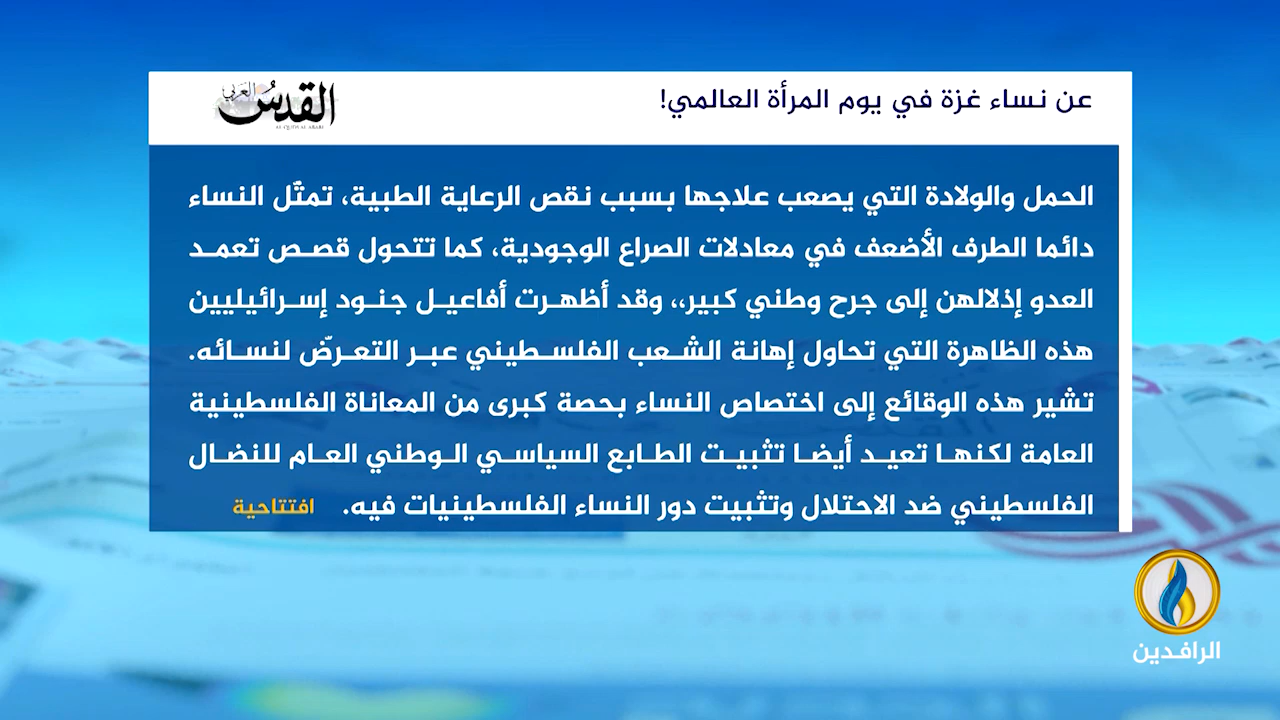 عن نساء غزة في يوم المرأة العالمي!
القدس العربي
AL-QUDS AL-ARABI
الحمل والولادة التي يصعب علاجها بسبب نقص الرعاية الطبية، تمثّل النساء
دائما الطرف الأضعف في معادلات الصراع الوجودية، كما تتحول قصص تعمد
العدو إذلالهن إلى جرح وطني كبير،، وقد أظهرت أفاعيل جنود إسرائيليين
هذه الظاهرة التي تحاول إهانة الشعب الفلسطيني عبر التعرّض لنسائه.
تشير هذه الوقائع إلى اختصاص النساء بحصة كبرى من المعاناة الفلسطينية
العامة لكنها تعيد أيضا تثبيت الطابع السياسي الوطني العام للنضال
الفلسطيني ضد الاحتلال وتثبيت دور النساء الفلسطينيات فيه. افتتاحية
الرافدين